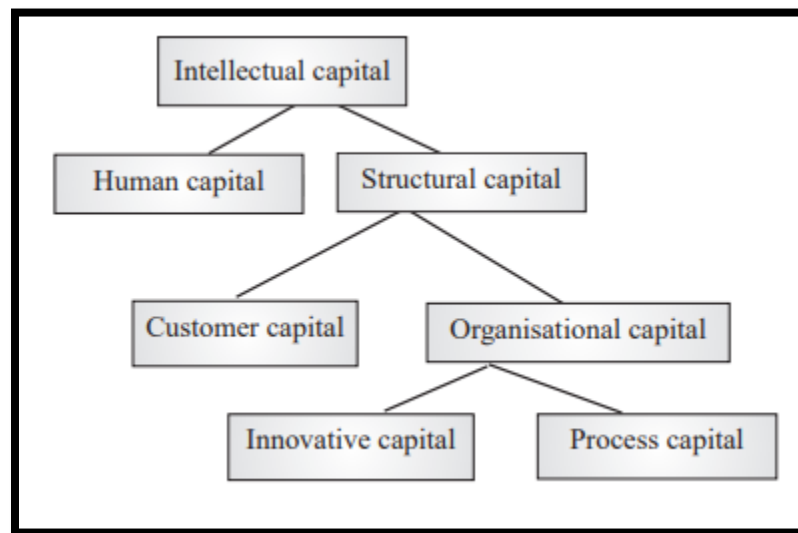 Intellectual capital
Human capital
Structural capital
Customer capital
Organisational capital
Innovative capital
Process capital